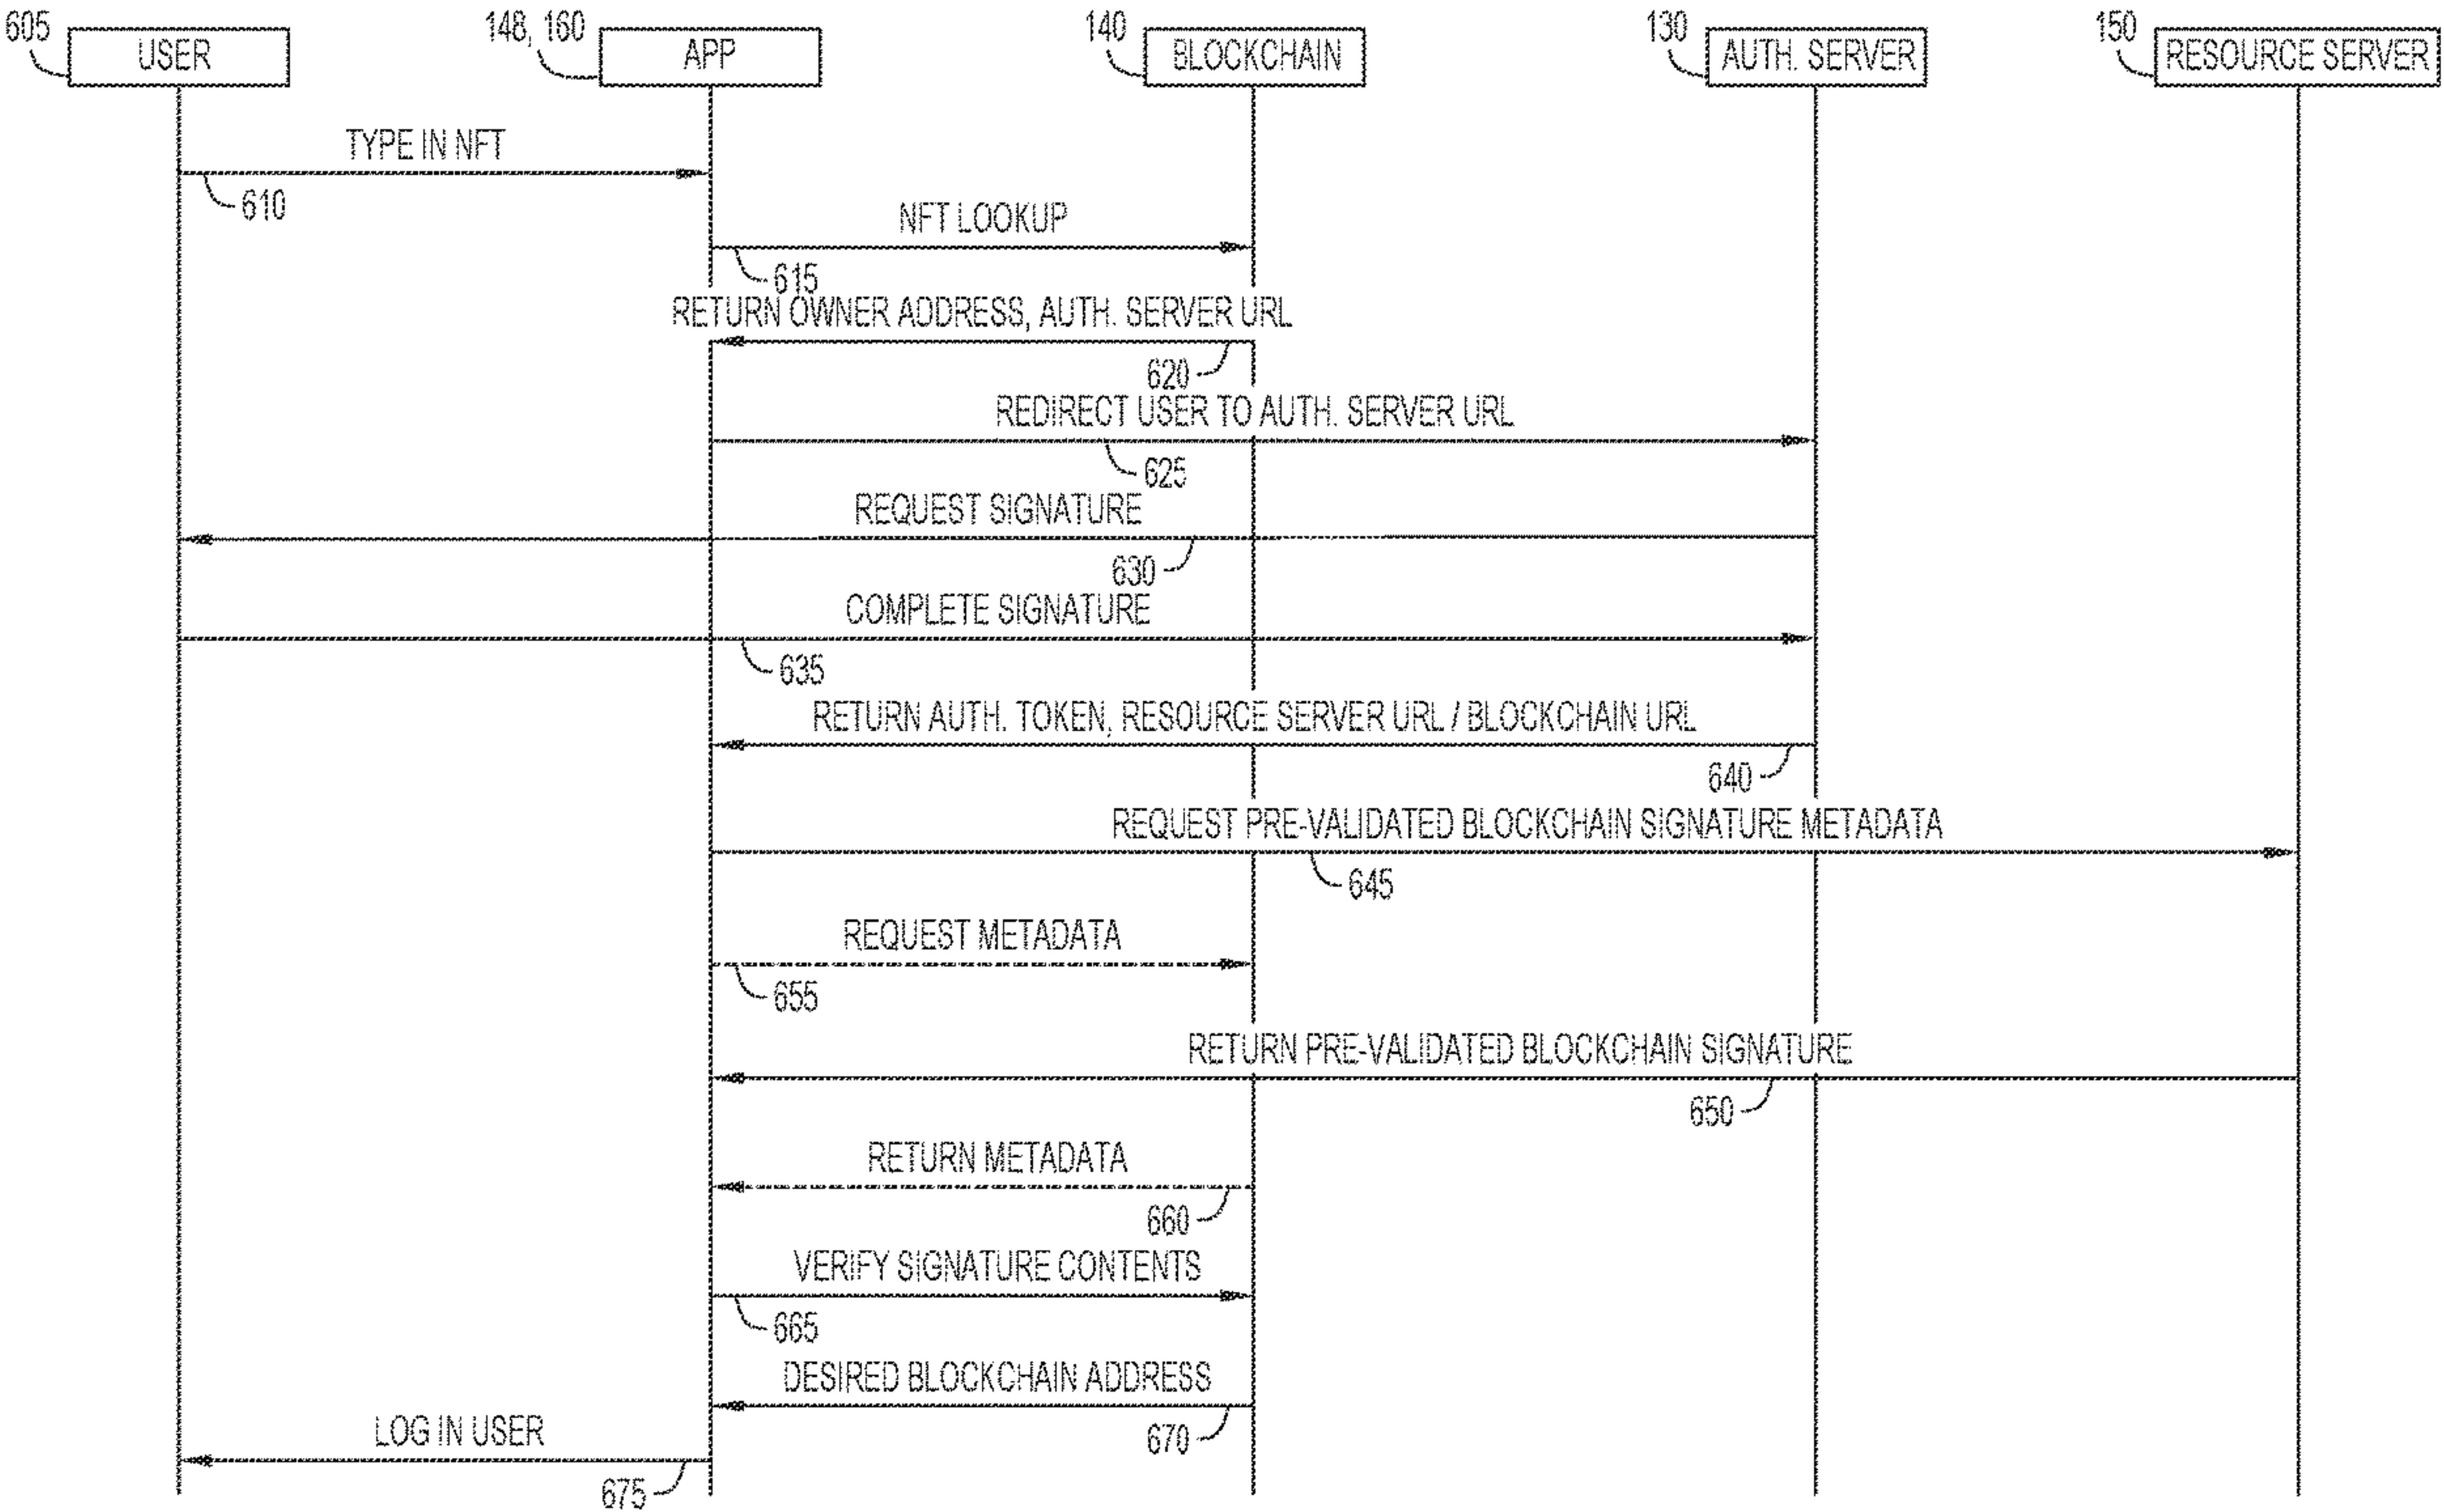 605 USER 148, 160 APP 140 BLOCKCHAIN 130 AUTH. SERVER 150 RESOURCE SERVER
TYPE IN NFT
610
NFT LOOKUP
615
RETURN OWNER ADDRESS, AUTH. SERVER URL
620
REDIRECT USER TO AUTH. SERVER URL
625
REQUEST SIGNATURE
630
COMPLETE SIGNATURE
635
RETURN AUTH. TOKEN, RESOURCE SERVER URL / BLOCKCHAIN URL
640
REQUEST PRE-VALIDATED BLOCKCHAIN SIGNATURE METADATA
645
REQUEST METADATA
655
RETURN PRE-VALIDATED BLOCKCHAIN SIGNATURE
650
RETURN METADATA
660
VERIFY SIGNATURE CONTENTS
665
DESIRED BLOCKCHAIN ADDRESS
670
LOG IN USER
675